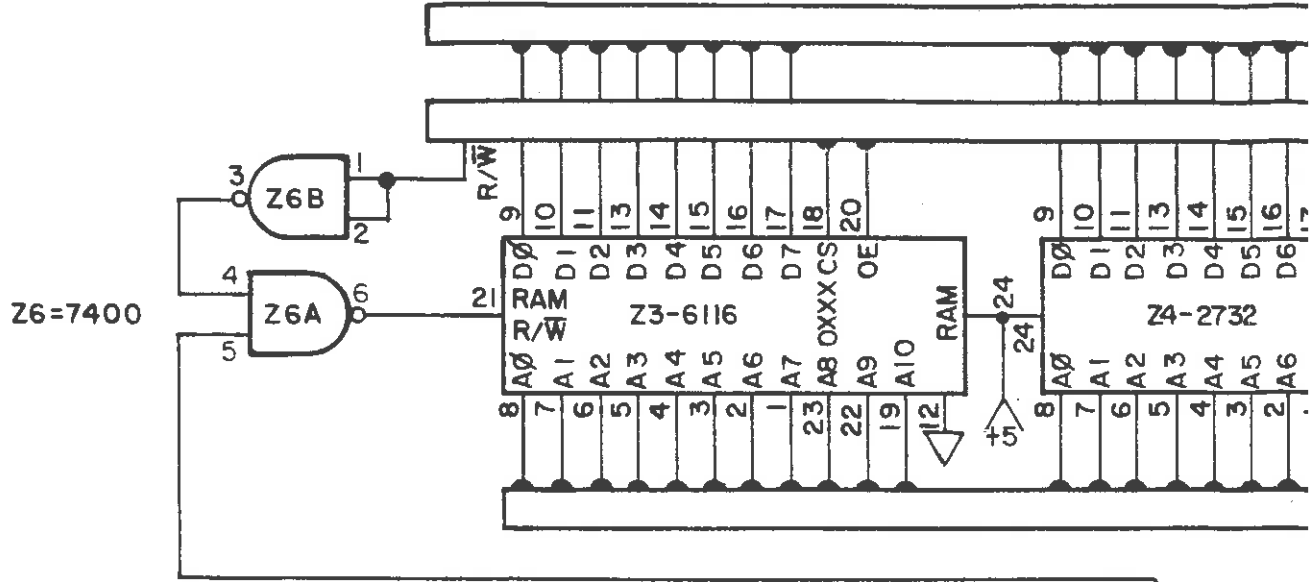 R/W
3
Z6B
1
2
9 10 11 13 14 15 16 17 18 20
9 10 11 13 14 15 16
DØ D1 D2 D3 D4 D5 D6 D7 OXXX CS OE
DØ D1 D2 D3 D4 D5 D6
Z6=7400
4
5
Z6A
6
21
RAM
R/W
Z3-6116
RAM
24
24
Z4-2732
AØ A1 A2 A3 A4 A5 A6 A7 A8 A9 A10
AØ A1 A2 A3 A4 A5 A6
8 7 6 5 4 3 2 1 23 22 19 12
+5
8 7 6 5 4 3 2